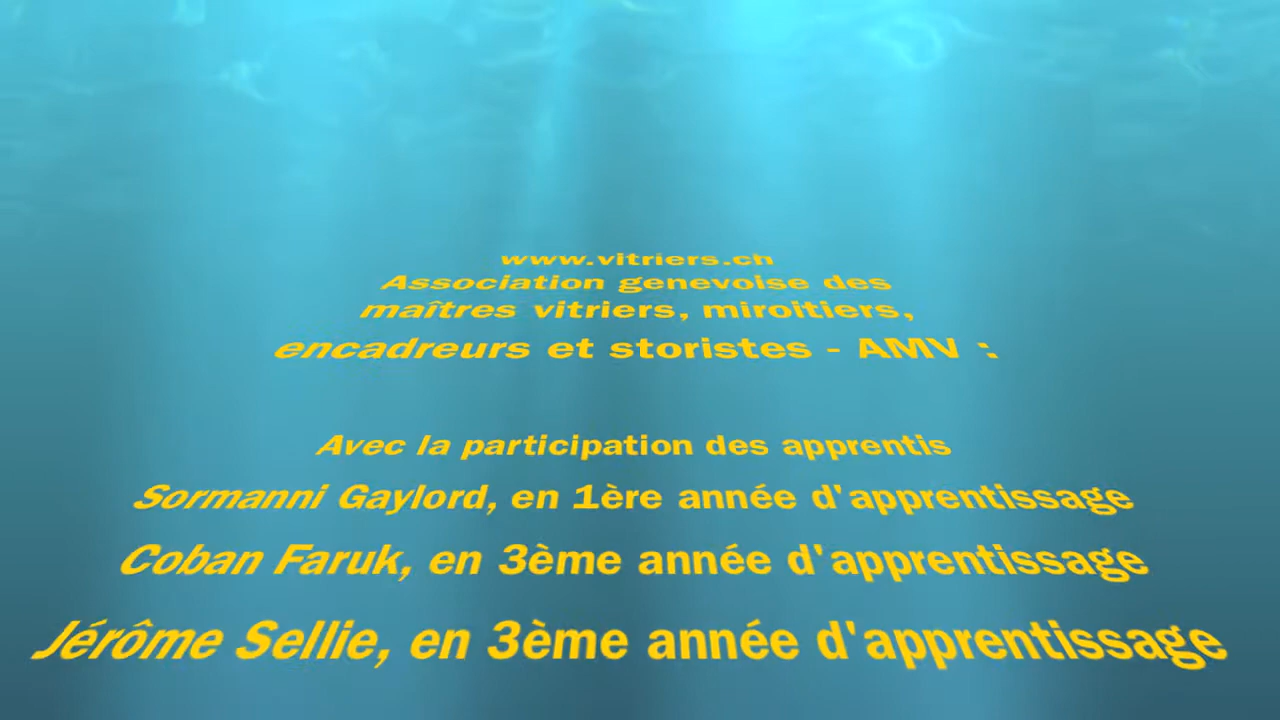 www.vitriers.ch
Association genevoise des
maîtres vitriers, miroitiers,
encadreurs et storistes - AMV :
Avec la participation des apprentis
Sormanni Gaylord, en 1ère année d'apprentissage
Coban Faruk, en 3ème année d'apprentissage
Jérôme Sellie, en 3ème année d'apprentissage